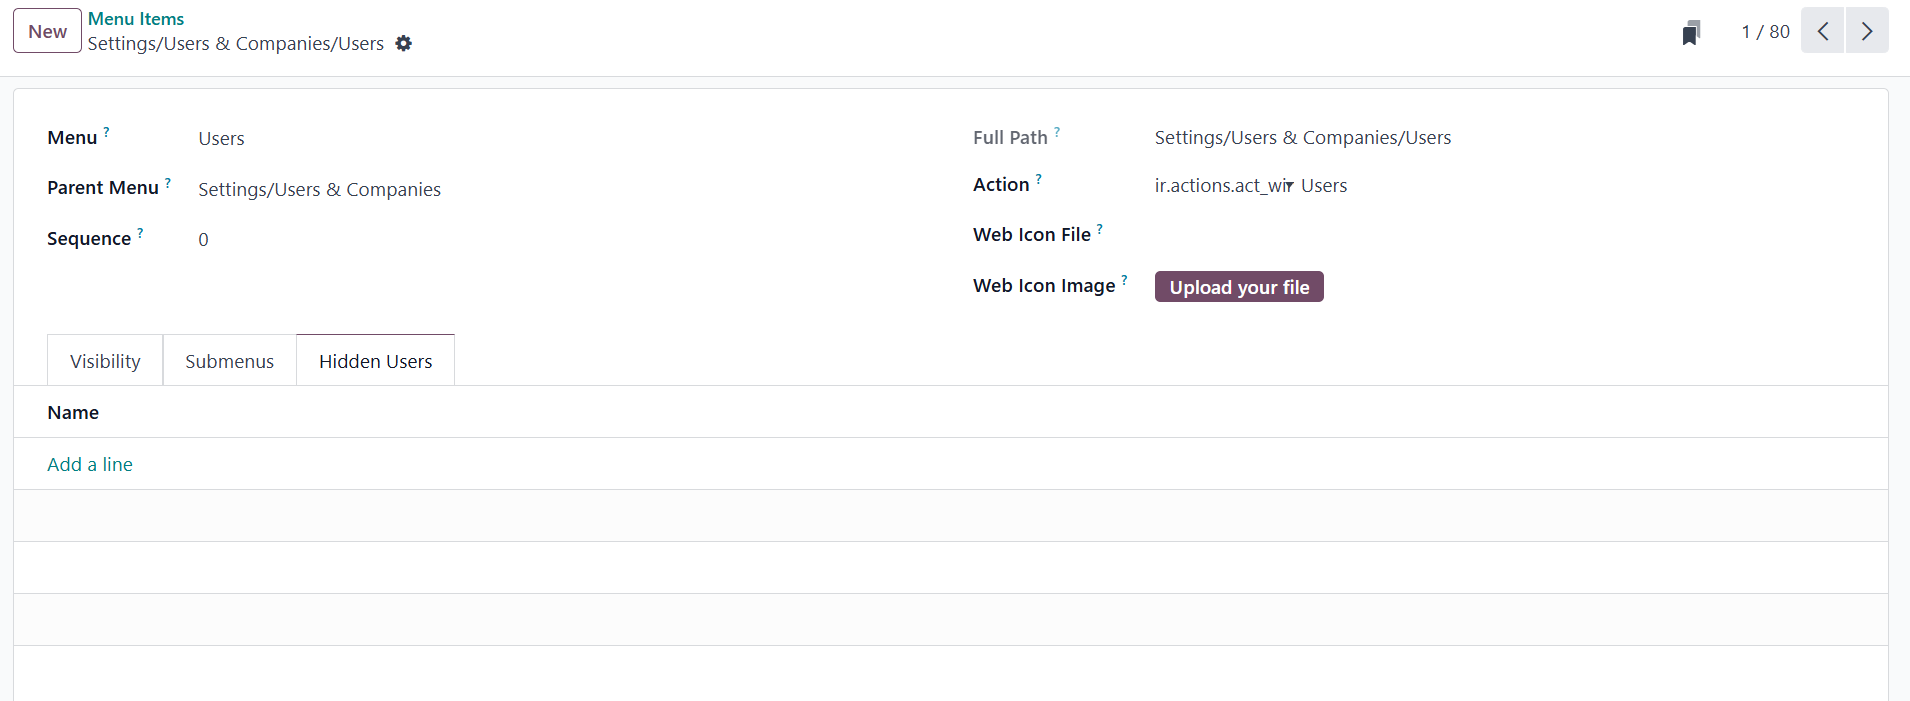 New
Menu Items
Settings/Users & Companies/Users
1 / 80
Menu ?
Users
Parent Menu ?
Settings/Users & Companies
Sequence ?
0
Full Path ?
Settings/Users & Companies/Users
Action ?
ir.actions.act_wir Users
Web Icon File ?
Web Icon Image ?
Upload your file
Visibility
Submenus
Hidden Users
Name
Add a line